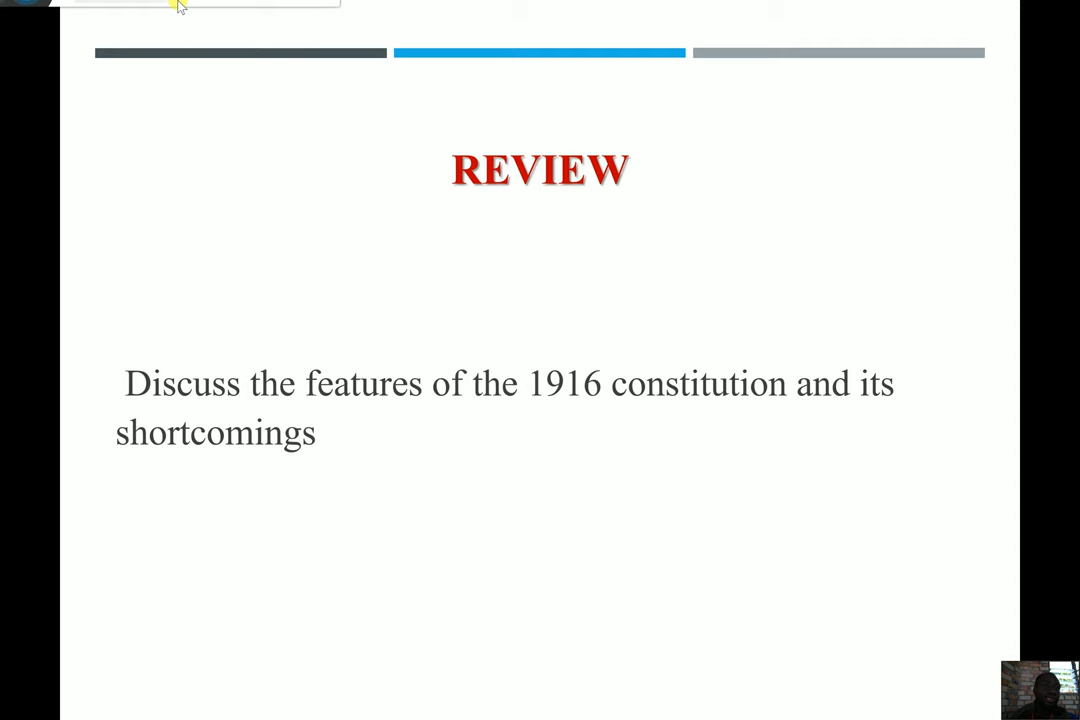 REVIEW
Discuss the features of the 1916 constitution and its
shortcomings